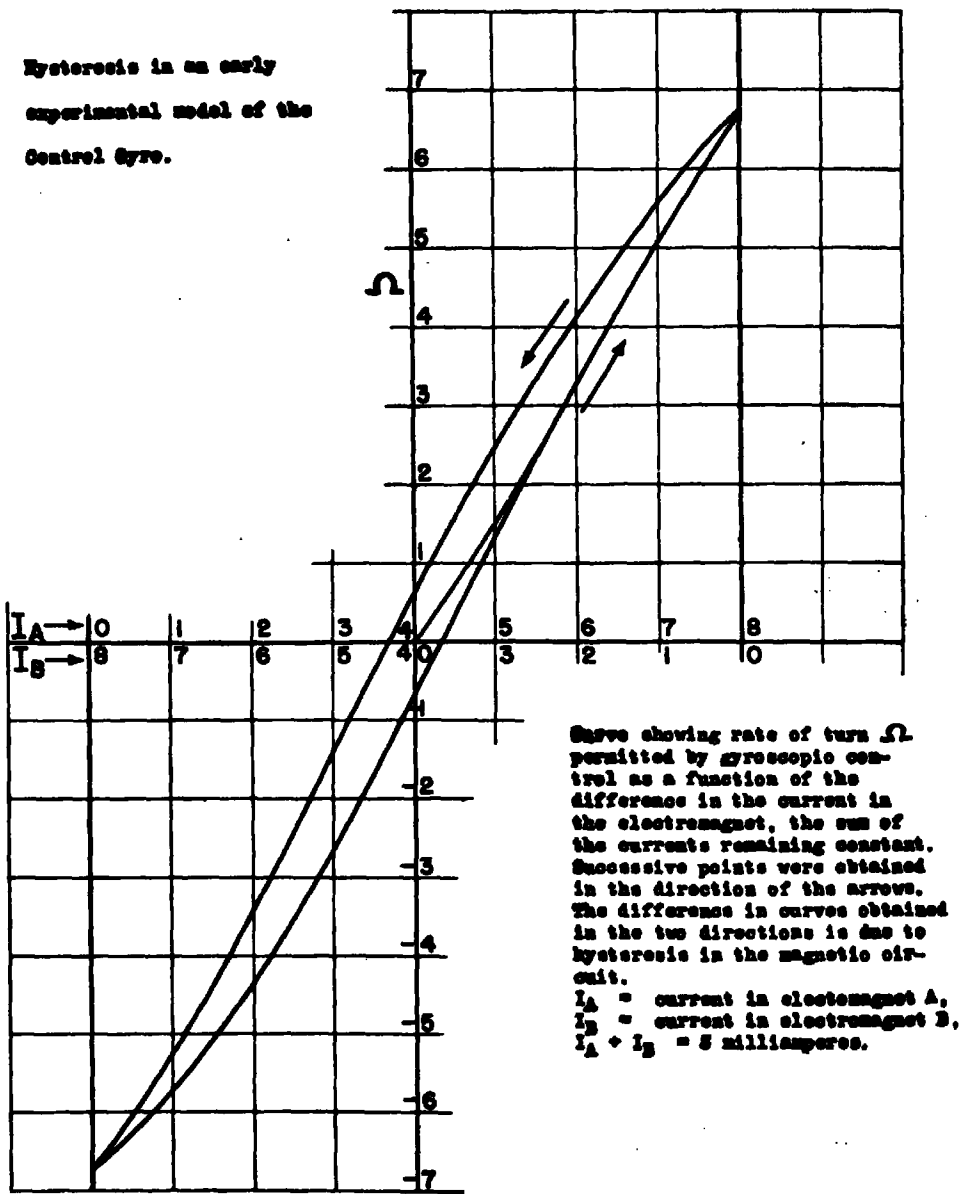 Hysteresis in an early
experimental model of the
Control Gyro.
7
6
5
Ω
4
3
2
1
I_A → 0 1 2 3 4 5 6 7 8
I_B → 8 7 6 5 4 0 3 2 1 0
-1
-2
-3
-4
-5
-6
-7
Curve showing rate of turn Ω
permitted by gyroscopic con-
trol as a function of the
difference in the current in
the electromagnet, the sum of
the currents remaining constant.
Successive points were obtained
in the direction of the arrows.
The difference in curves obtained
in the two directions is due to
hysteresis in the magnetic cir-
cuit.
I_A = current in electomagnet A,
I_B = current in electromagnet B,
I_A + I_B = 8 milliamperes.